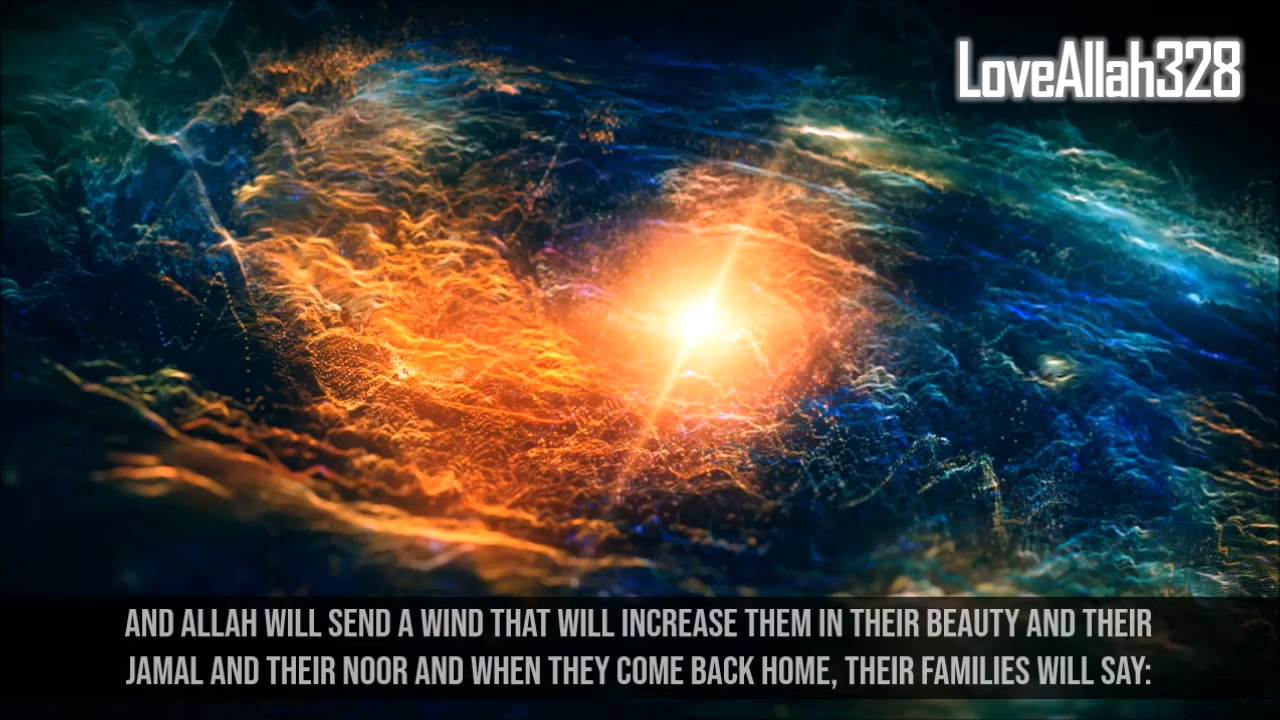 LoveAllah328
AND ALLAH WILL SEND A WIND THAT WILL INCREASE THEM IN THEIR BEAUTY AND THEIR
JAMAL AND THEIR NOOR AND WHEN THEY COME BACK HOME, THEIR FAMILIES WILL SAY: